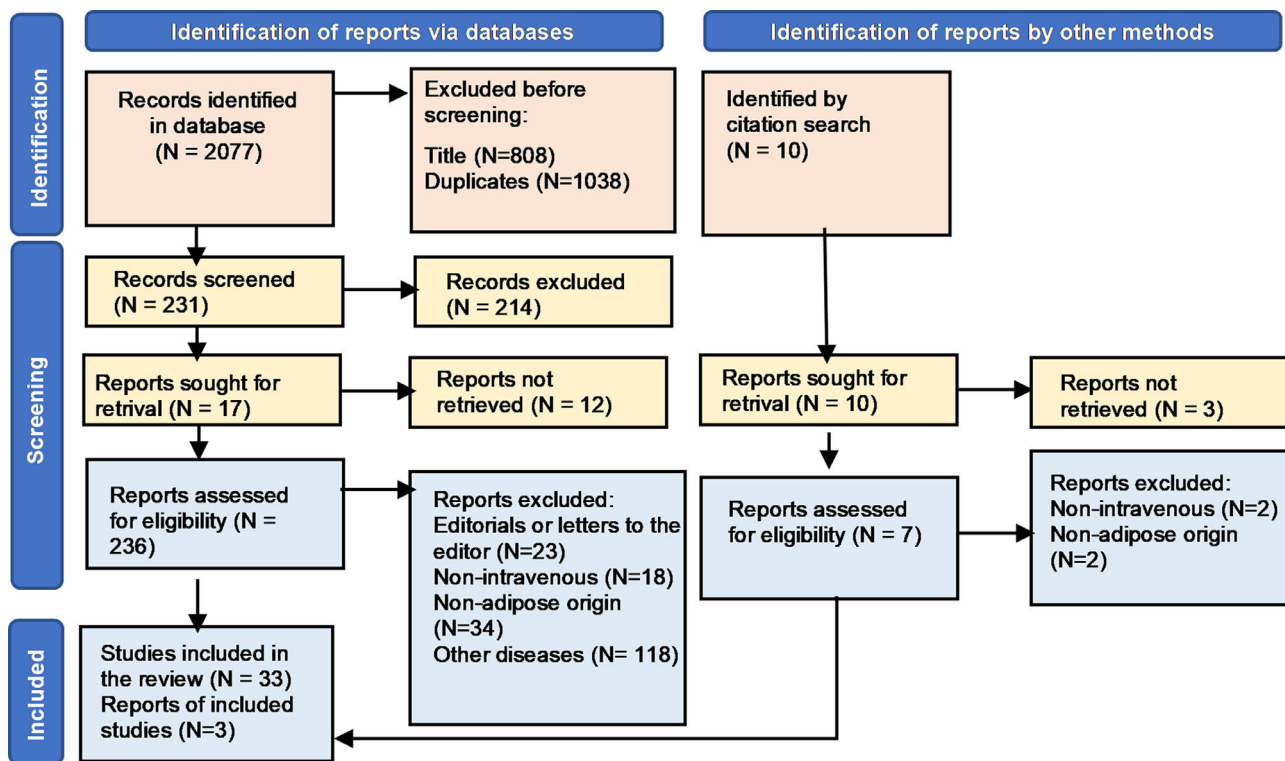 Identification of reports via databases
Identification of reports by other methods
Identification
Records identified
in database
(N = 2077)
Excluded before
screening:
Title (N=808)
Duplicates (N=1038)
Identified by
citation search
(N = 10)
Screening
Records screened
(N = 231)
Records excluded
(N = 214)
Reports sought for
retrival (N = 17)
Reports not
retrieved (N = 12)
Reports sought for
retrival (N = 10)
Reports not
retrieved (N = 3)
Reports assessed
for eligibility (N =
236)
Reports excluded:
Editorials or letters to the
editor (N=23)
Non-intravenous (N=18)
Non-adipose origin
(N=34)
Other diseases (N= 118)
Reports assessed
for eligibility (N = 7)
Reports excluded:
Non-intravenous (N=2)
Non-adipose origin
(N=2)
Included
Studies included in
the review (N = 33)
Reports of included
studies (N=3)